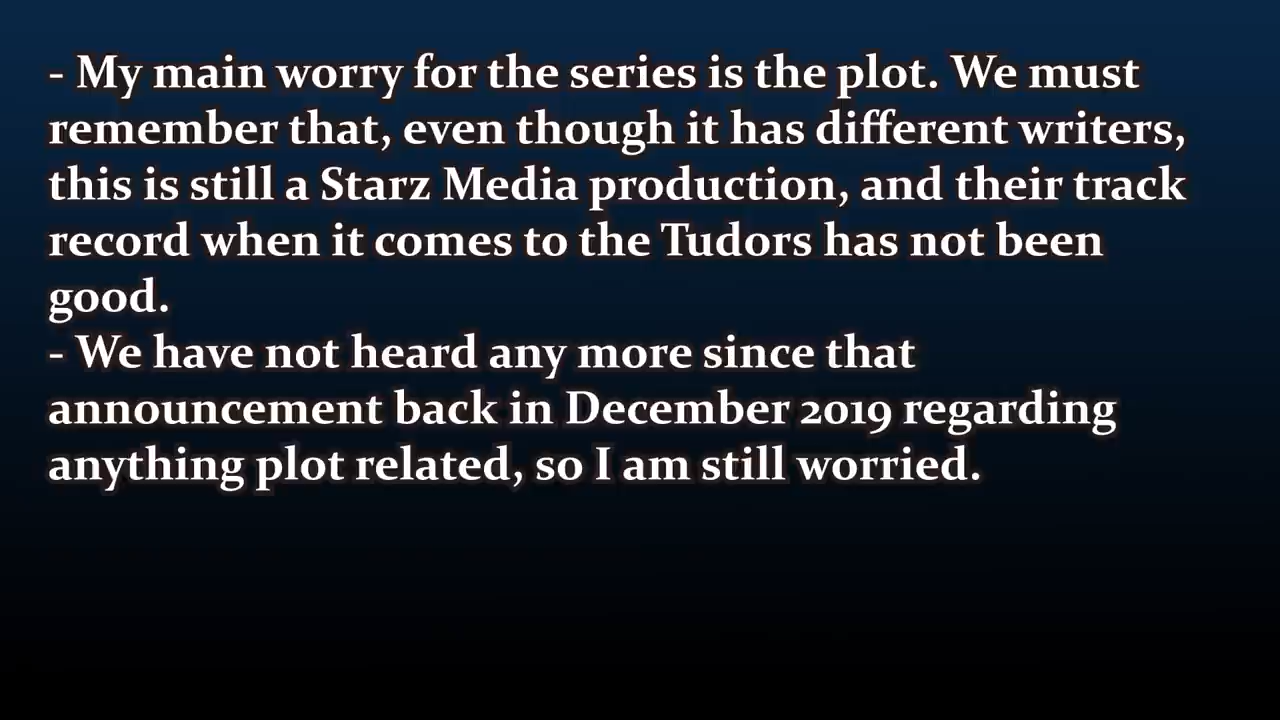 - My main worry for the series is the plot. We must
remember that, even though it has different writers,
this is still a Starz Media production, and their track
record when it comes to the Tudors has not been
good.
- We have not heard any more since that
announcement back in December 2019 regarding
anything plot related, so I am still worried.